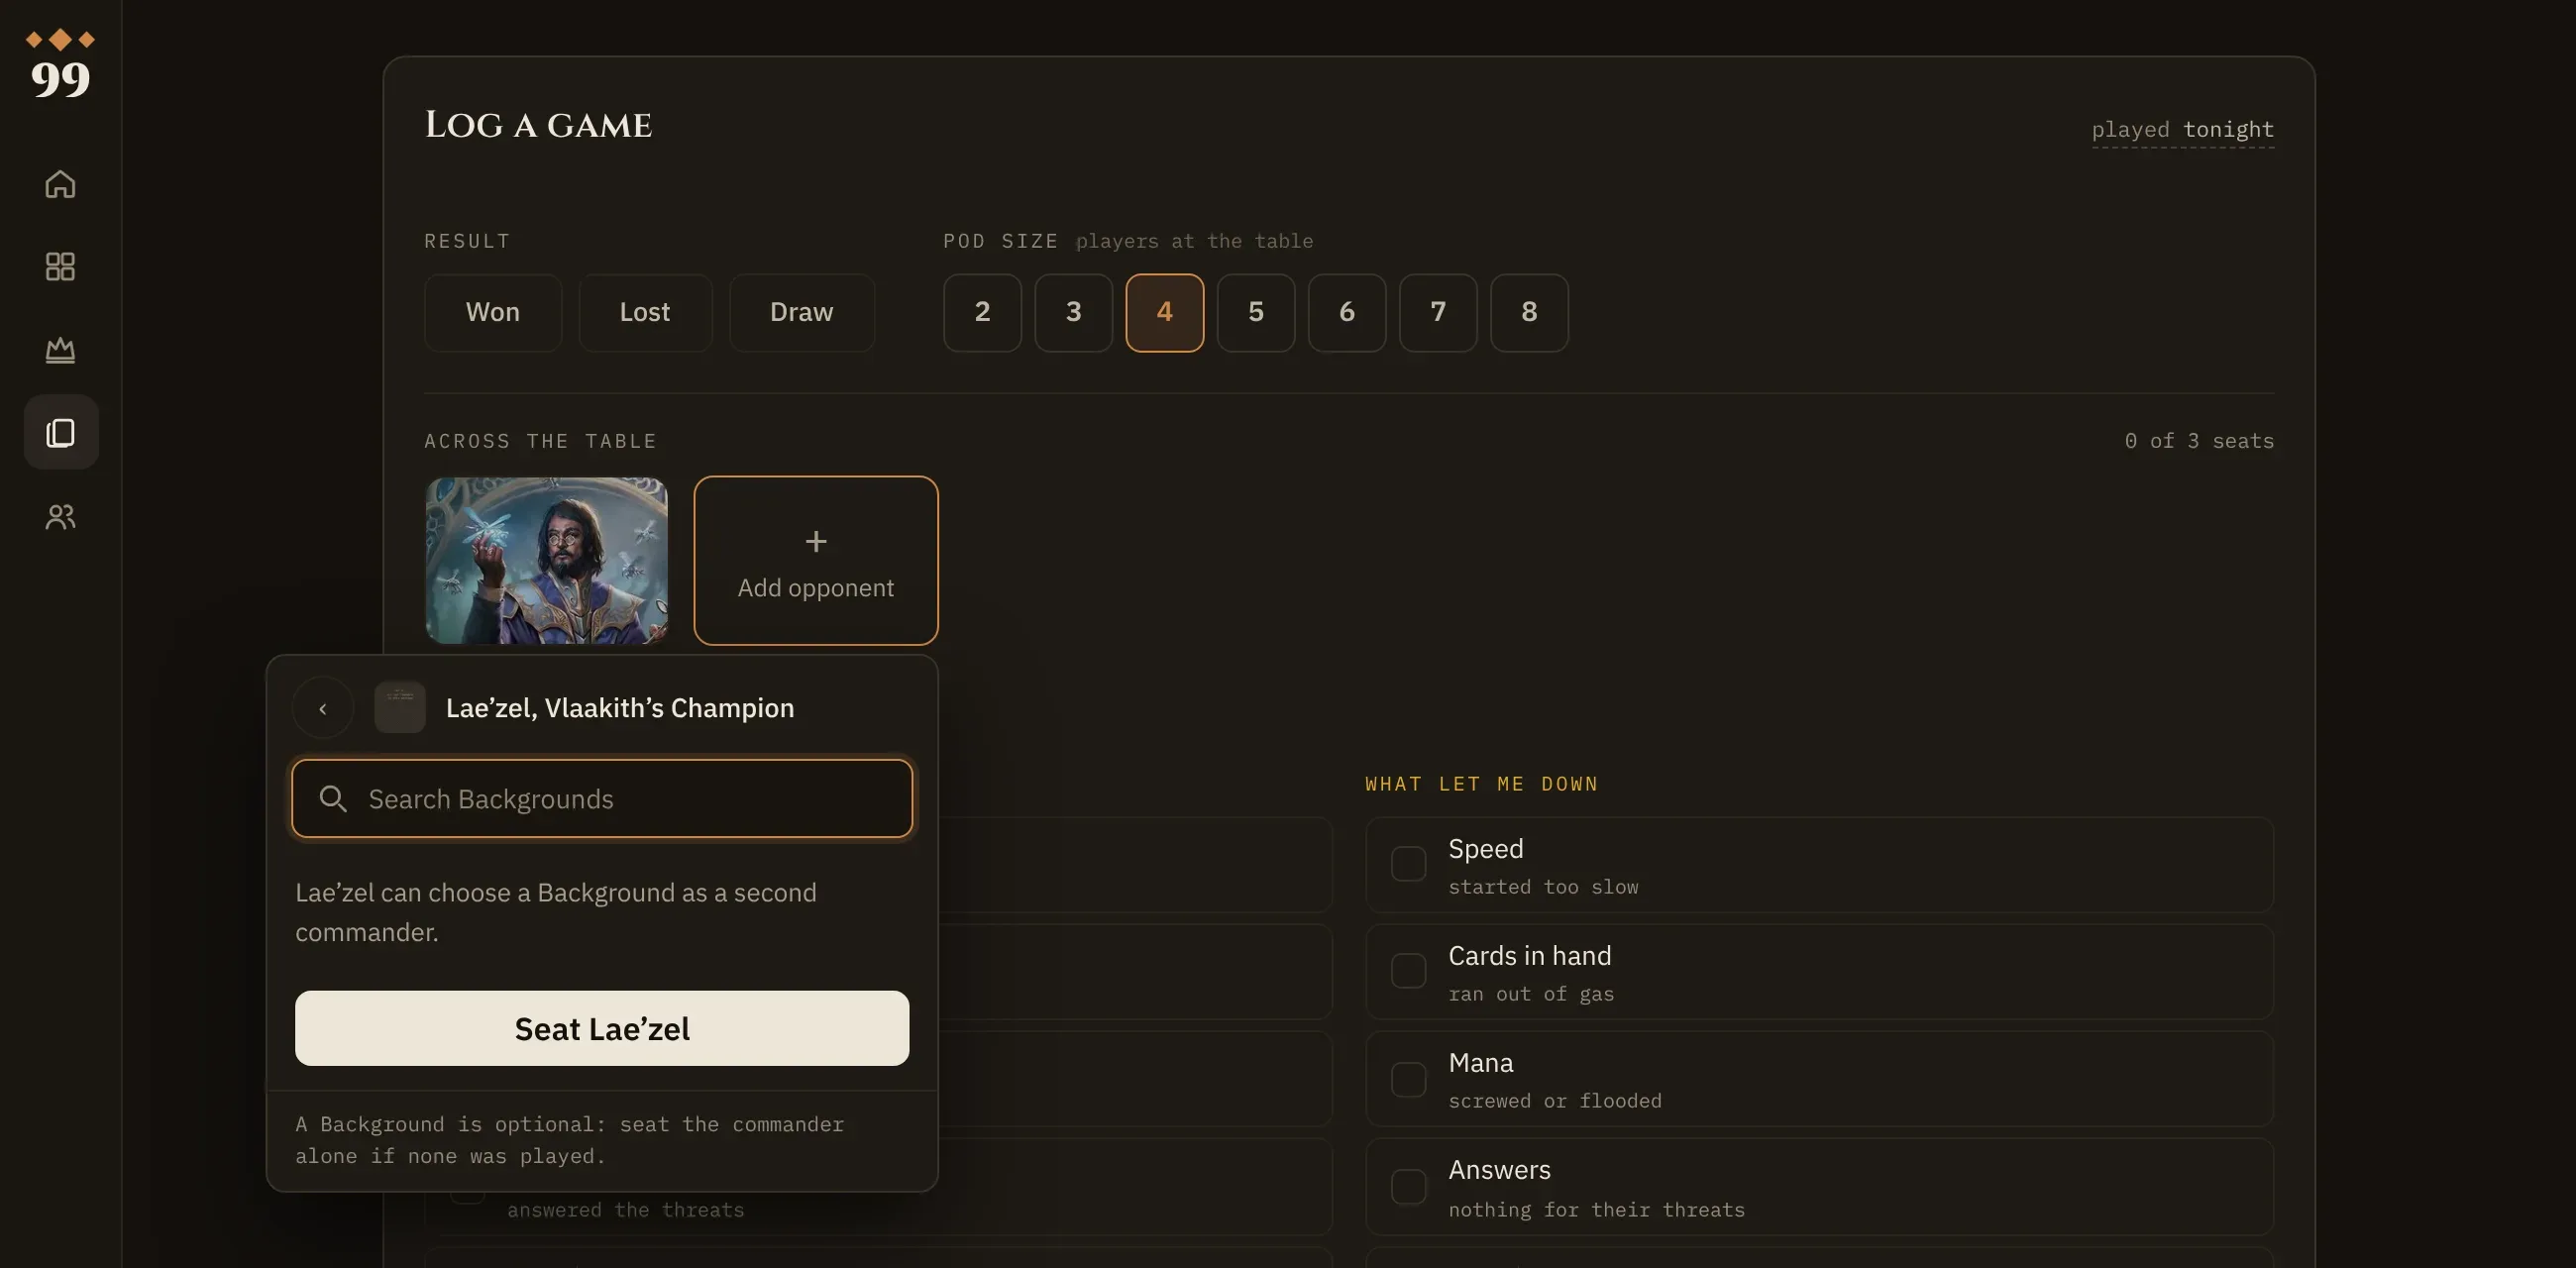 99
Log a game
played tonight
RESULT
POD SIZE players at the table
Won
Lost
Draw
2
3
4
5
6
7
8
ACROSS THE TABLE
0 of 3 seats
+
Add opponent
‹
Lae’zel, Vlaakith’s Champion
Search Backgrounds
Lae’zel can choose a Background as a second
commander.
Seat Lae’zel
A Background is optional: seat the commander
alone if none was played.
answered the threats
WHAT LET ME DOWN
Speed
started too slow
Cards in hand
ran out of gas
Mana
screwed or flooded
Answers
nothing for their threats